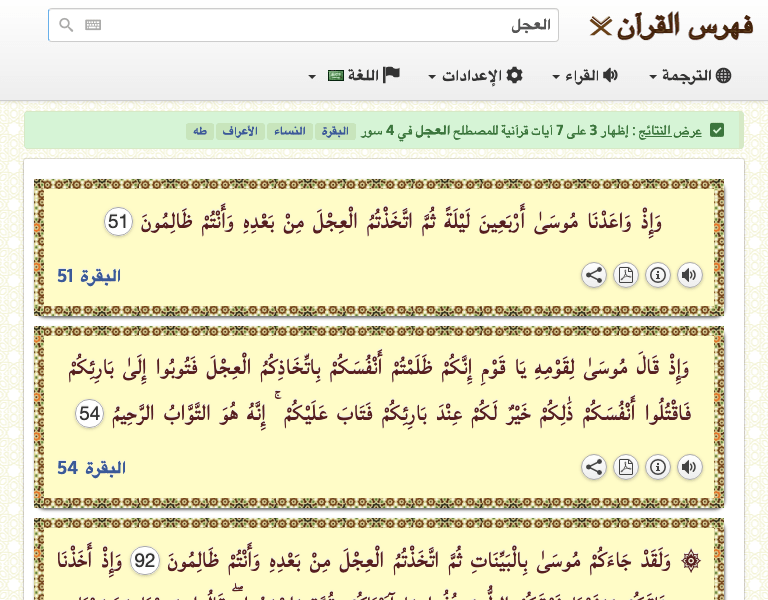 فهرس القرآن
العجل
الترجمة
القراء
الإعدادات
اللغة
عرض النتائج : إظهار 3 على 7 آيات قرآنية للمصطلح العجل في 4 سور البقرة النساء الأعراف طه
وَإِذْ وَاعَدْنَا مُوسَىٰ أَرْبَعِينَ لَيْلَةً ثُمَّ اتَّخَذْتُمُ الْعِجْلَ مِنْ بَعْدِهِ وَأَنْتُمْ ظَالِمُونَ 51
البقرة 51
وَإِذْ قَالَ مُوسَىٰ لِقَوْمِهِ يَا قَوْمِ إِنَّكُمْ ظَلَمْتُمْ أَنْفُسَكُمْ بِاتِّخَاذِكُمُ الْعِجْلَ فَتُوبُوا إِلَىٰ بَارِئِكُمْ
فَاقْتُلُوا أَنْفُسَكُمْ ذَٰلِكُمْ خَيْرٌ لَكُمْ عِنْدَ بَارِئِكُمْ فَتَابَ عَلَيْكُمْ ۚ إِنَّهُ هُوَ التَّوَّابُ الرَّحِيمُ 54
البقرة 54
۞ وَلَقَدْ جَاءَكُمْ مُوسَىٰ بِالْبَيِّنَاتِ ثُمَّ اتَّخَذْتُمُ الْعِجْلَ مِنْ بَعْدِهِ وَأَنْتُمْ ظَالِمُونَ 92 وَإِذْ أَخَذْنَا